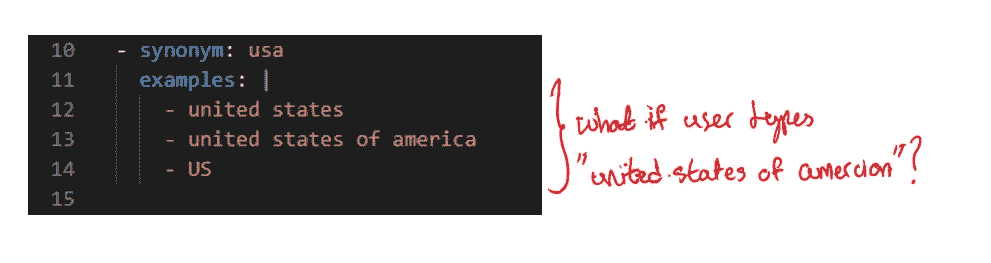 10 - synonym: usa
11 examples: |
12 - united states
13 - united states of america
14 - US
15
what if user types
"united states of amercion"?